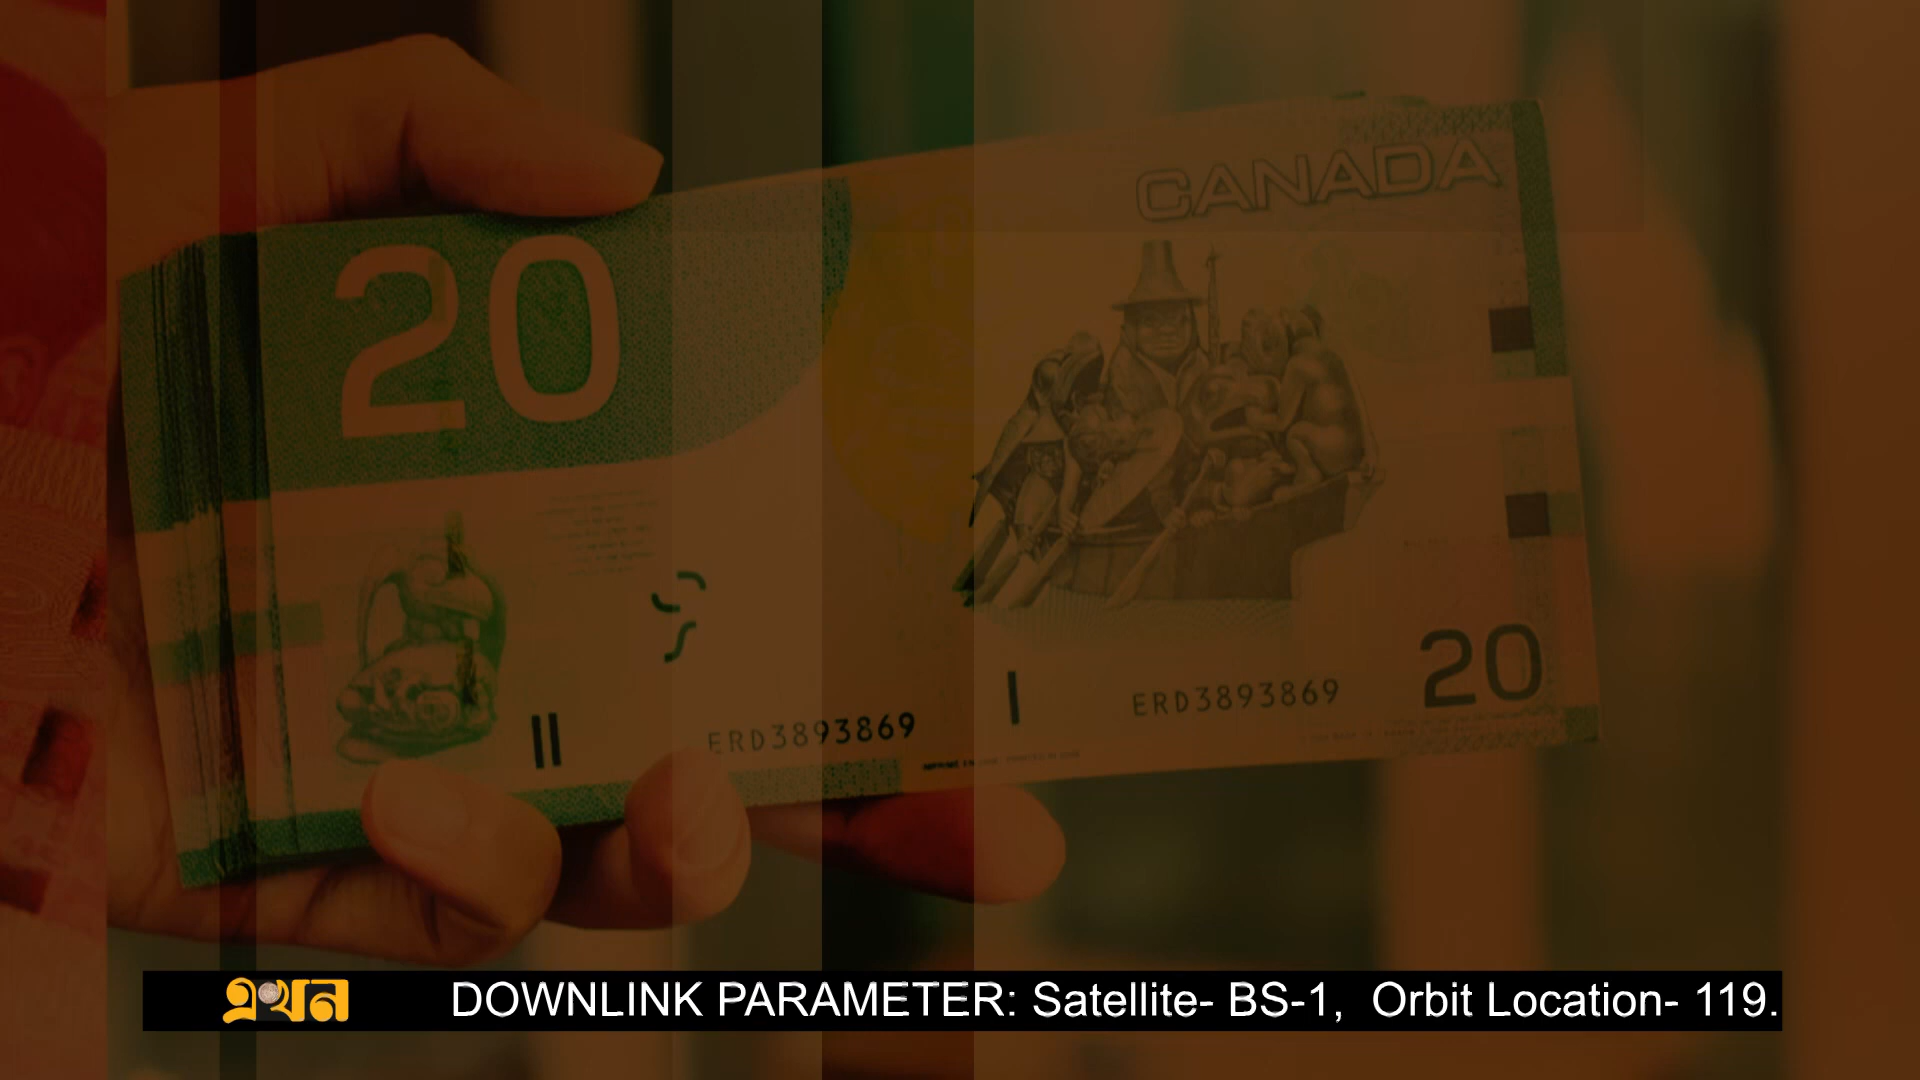 CANADA
20
II
ERD3893869
I
ERD3893869
20
এখন
DOWNLINK PARAMETER: Satellite- BS-1, Orbit Location- 119.